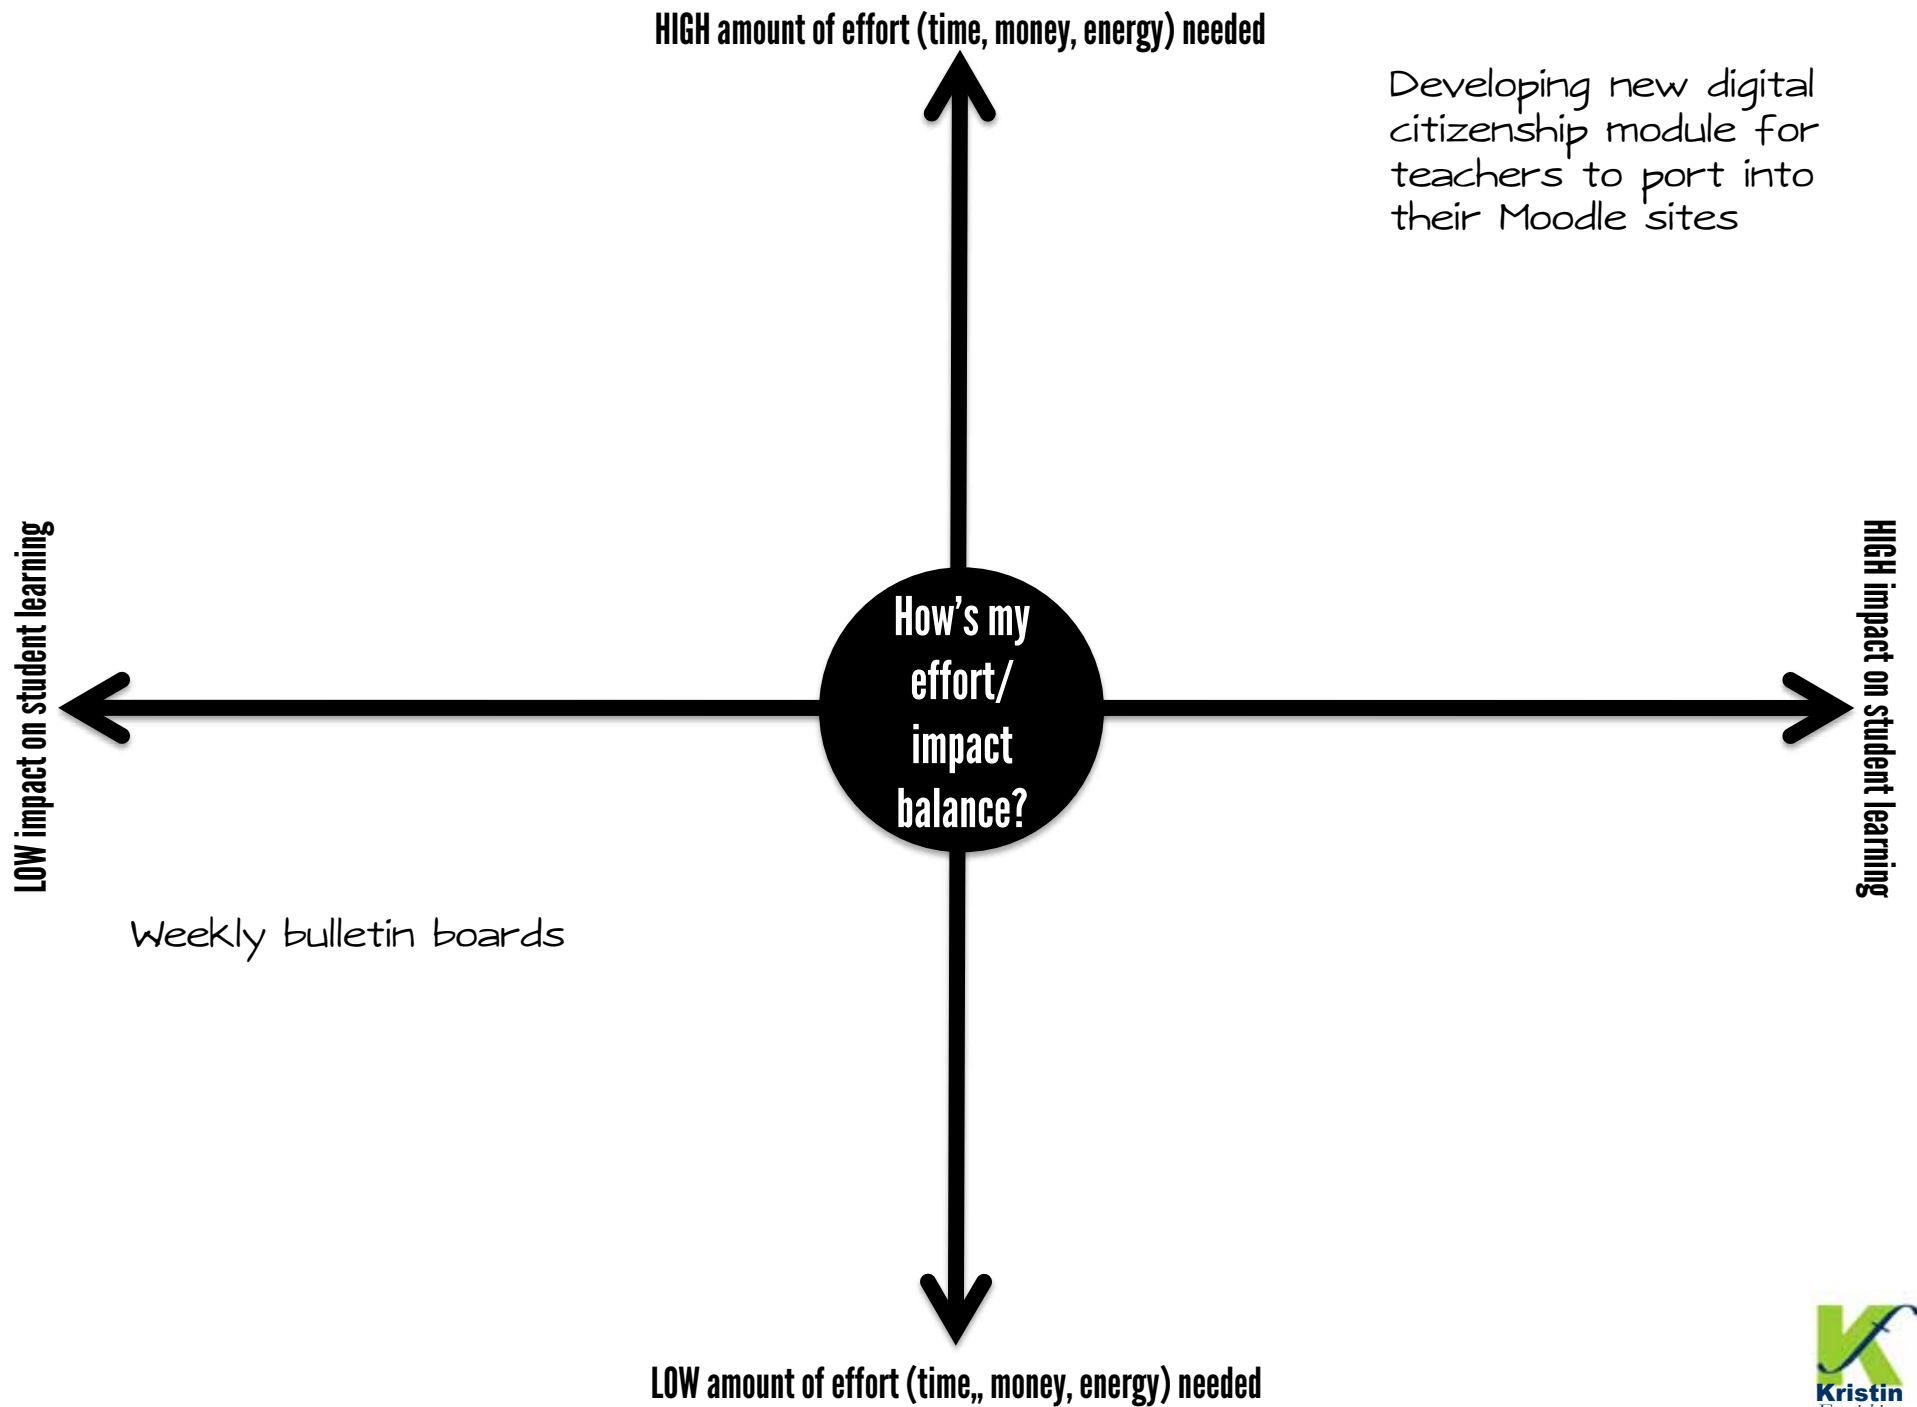 HIGH amount of effort (time, money, energy) needed
Developing new digital
citizenship module for
teachers to port into
their Moodle sites
LOW impact on student learning
How's my
effort/
impact
balance?
HIGH impact on student learning
Weekly bulletin boards
LOW amount of effort (time,, money, energy) needed
Kf
Kristin